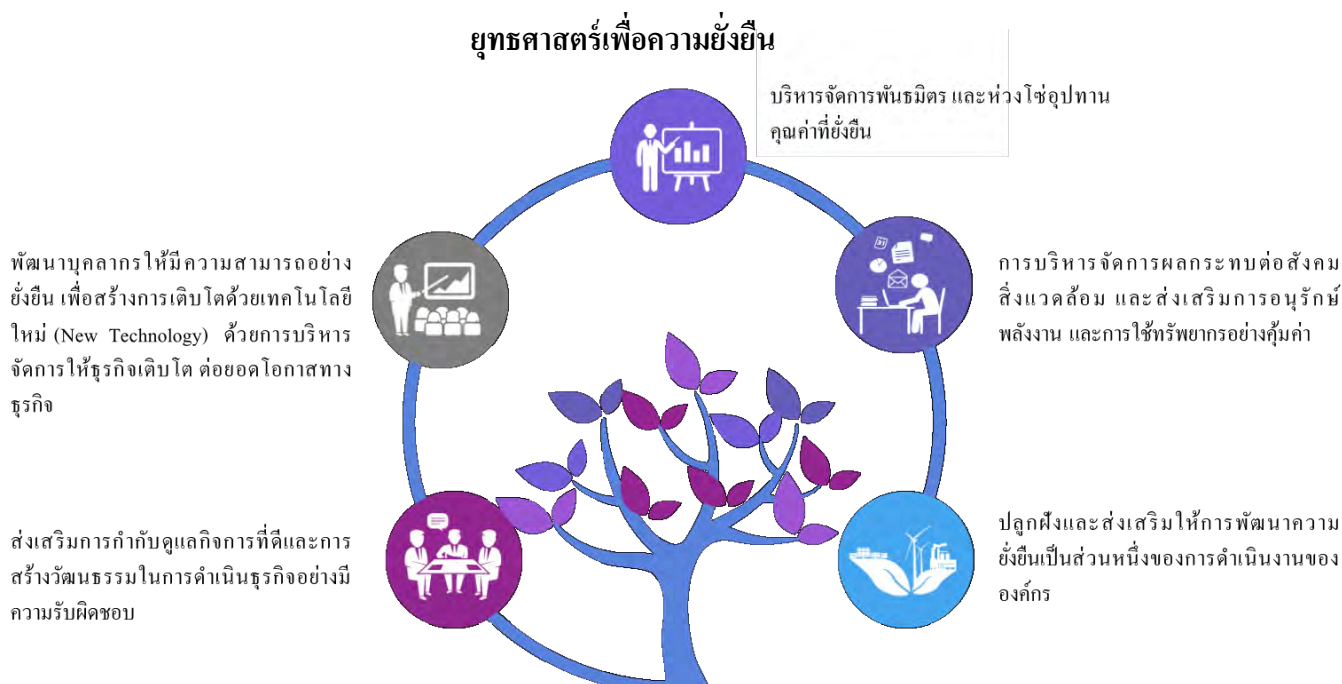 ยุทธศาสตร์เพื่อความยั่งยืน
บริหารจัดการพันธมิตร และห่วงโซ่อุปทาน
คุณค่าที่ยั่งยืน
พัฒนาบุคลากรให้มีความสามารถอย่าง
ยั่งยืน เพื่อสร้างการเติบโตด้วยเทคโนโลยี
ใหม่ (New Technology) ด้วยการบริหาร
จัดการให้ธุรกิจเติบโต ต่อยอดโอกาสทาง
ธุรกิจ
การบริหารจัดการผลกระทบต่อสังคม
สิ่งแวดล้อม และส่งเสริมการอนุรักษ์
พลังงาน และการใช้ทรัพยากรอย่างคุ้มค่า
ส่งเสริมการกำกับดูแลกิจการที่ดีและการ
สร้างวัฒนธรรมในการดำเนินธุรกิจอย่างมี
ความรับผิดชอบ
ปลูกฝังและส่งเสริมให้การพัฒนาความ
ยั่งยืนเป็นส่วนหนึ่งของการดำเนินงานของ
องค์กร